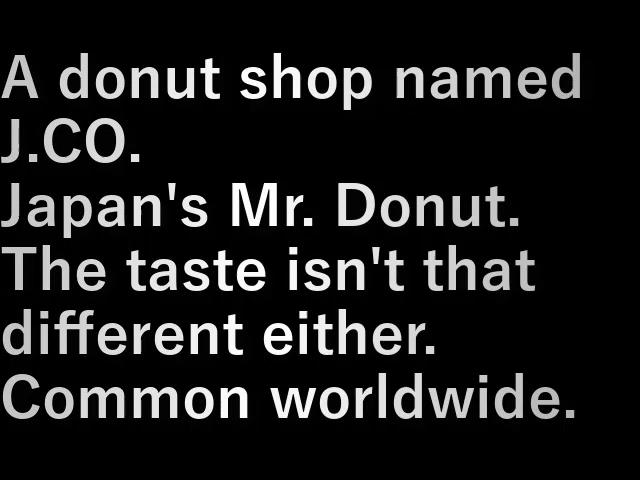 A donut shop named
J.CO.
Japan's Mr. Donut.
The taste isn't that
different either.
Common worldwide.